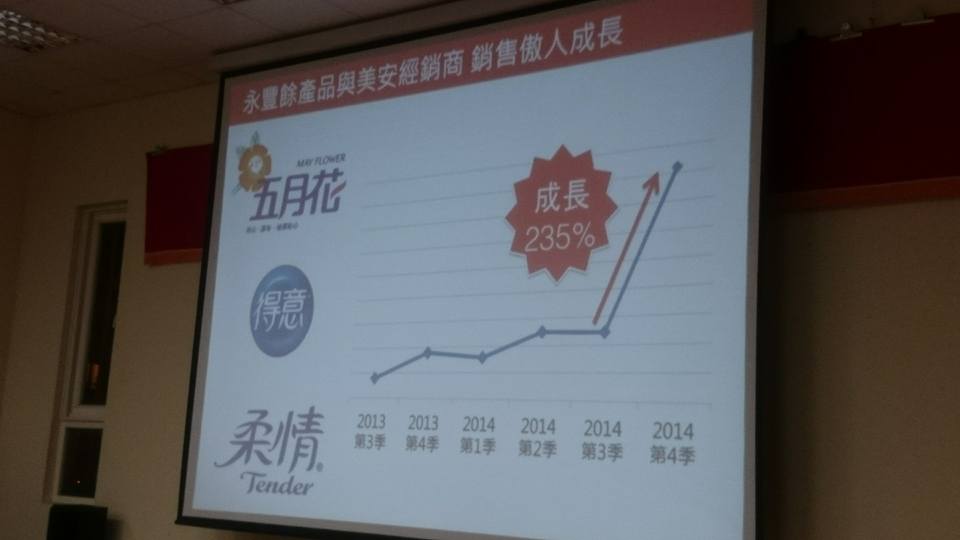 永豐餘產品與美安經銷商 銷售傲人成長
MAY FLOWER
五月花
得意
柔情
Tender
成長
235%
2013
第3季
2013
第4季
2014
第1季
2014
第2季
2014
第3季
2014
第4季